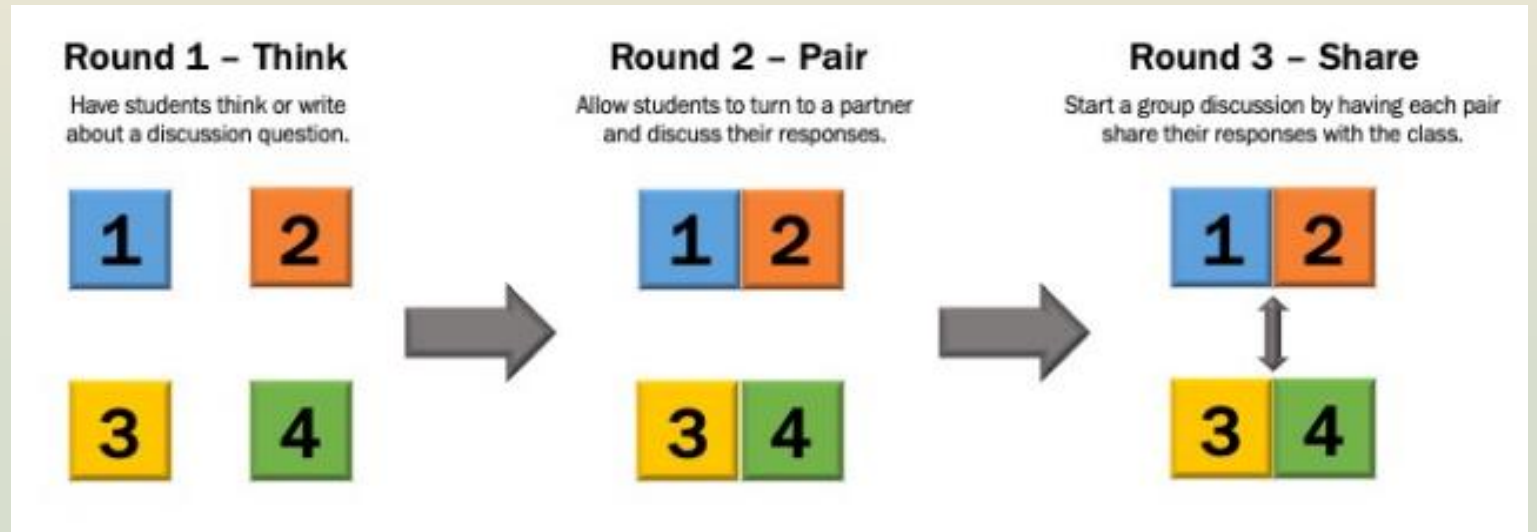 Round 1 – Think
Have students think or write
about a discussion question.
1 2
3 4
Round 2 – Pair
Allow students to turn to a partner
and discuss their responses.
1 2
3 4
Round 3 – Share
Start a group discussion by having each pair
share their responses with the class.
1 2
3 4